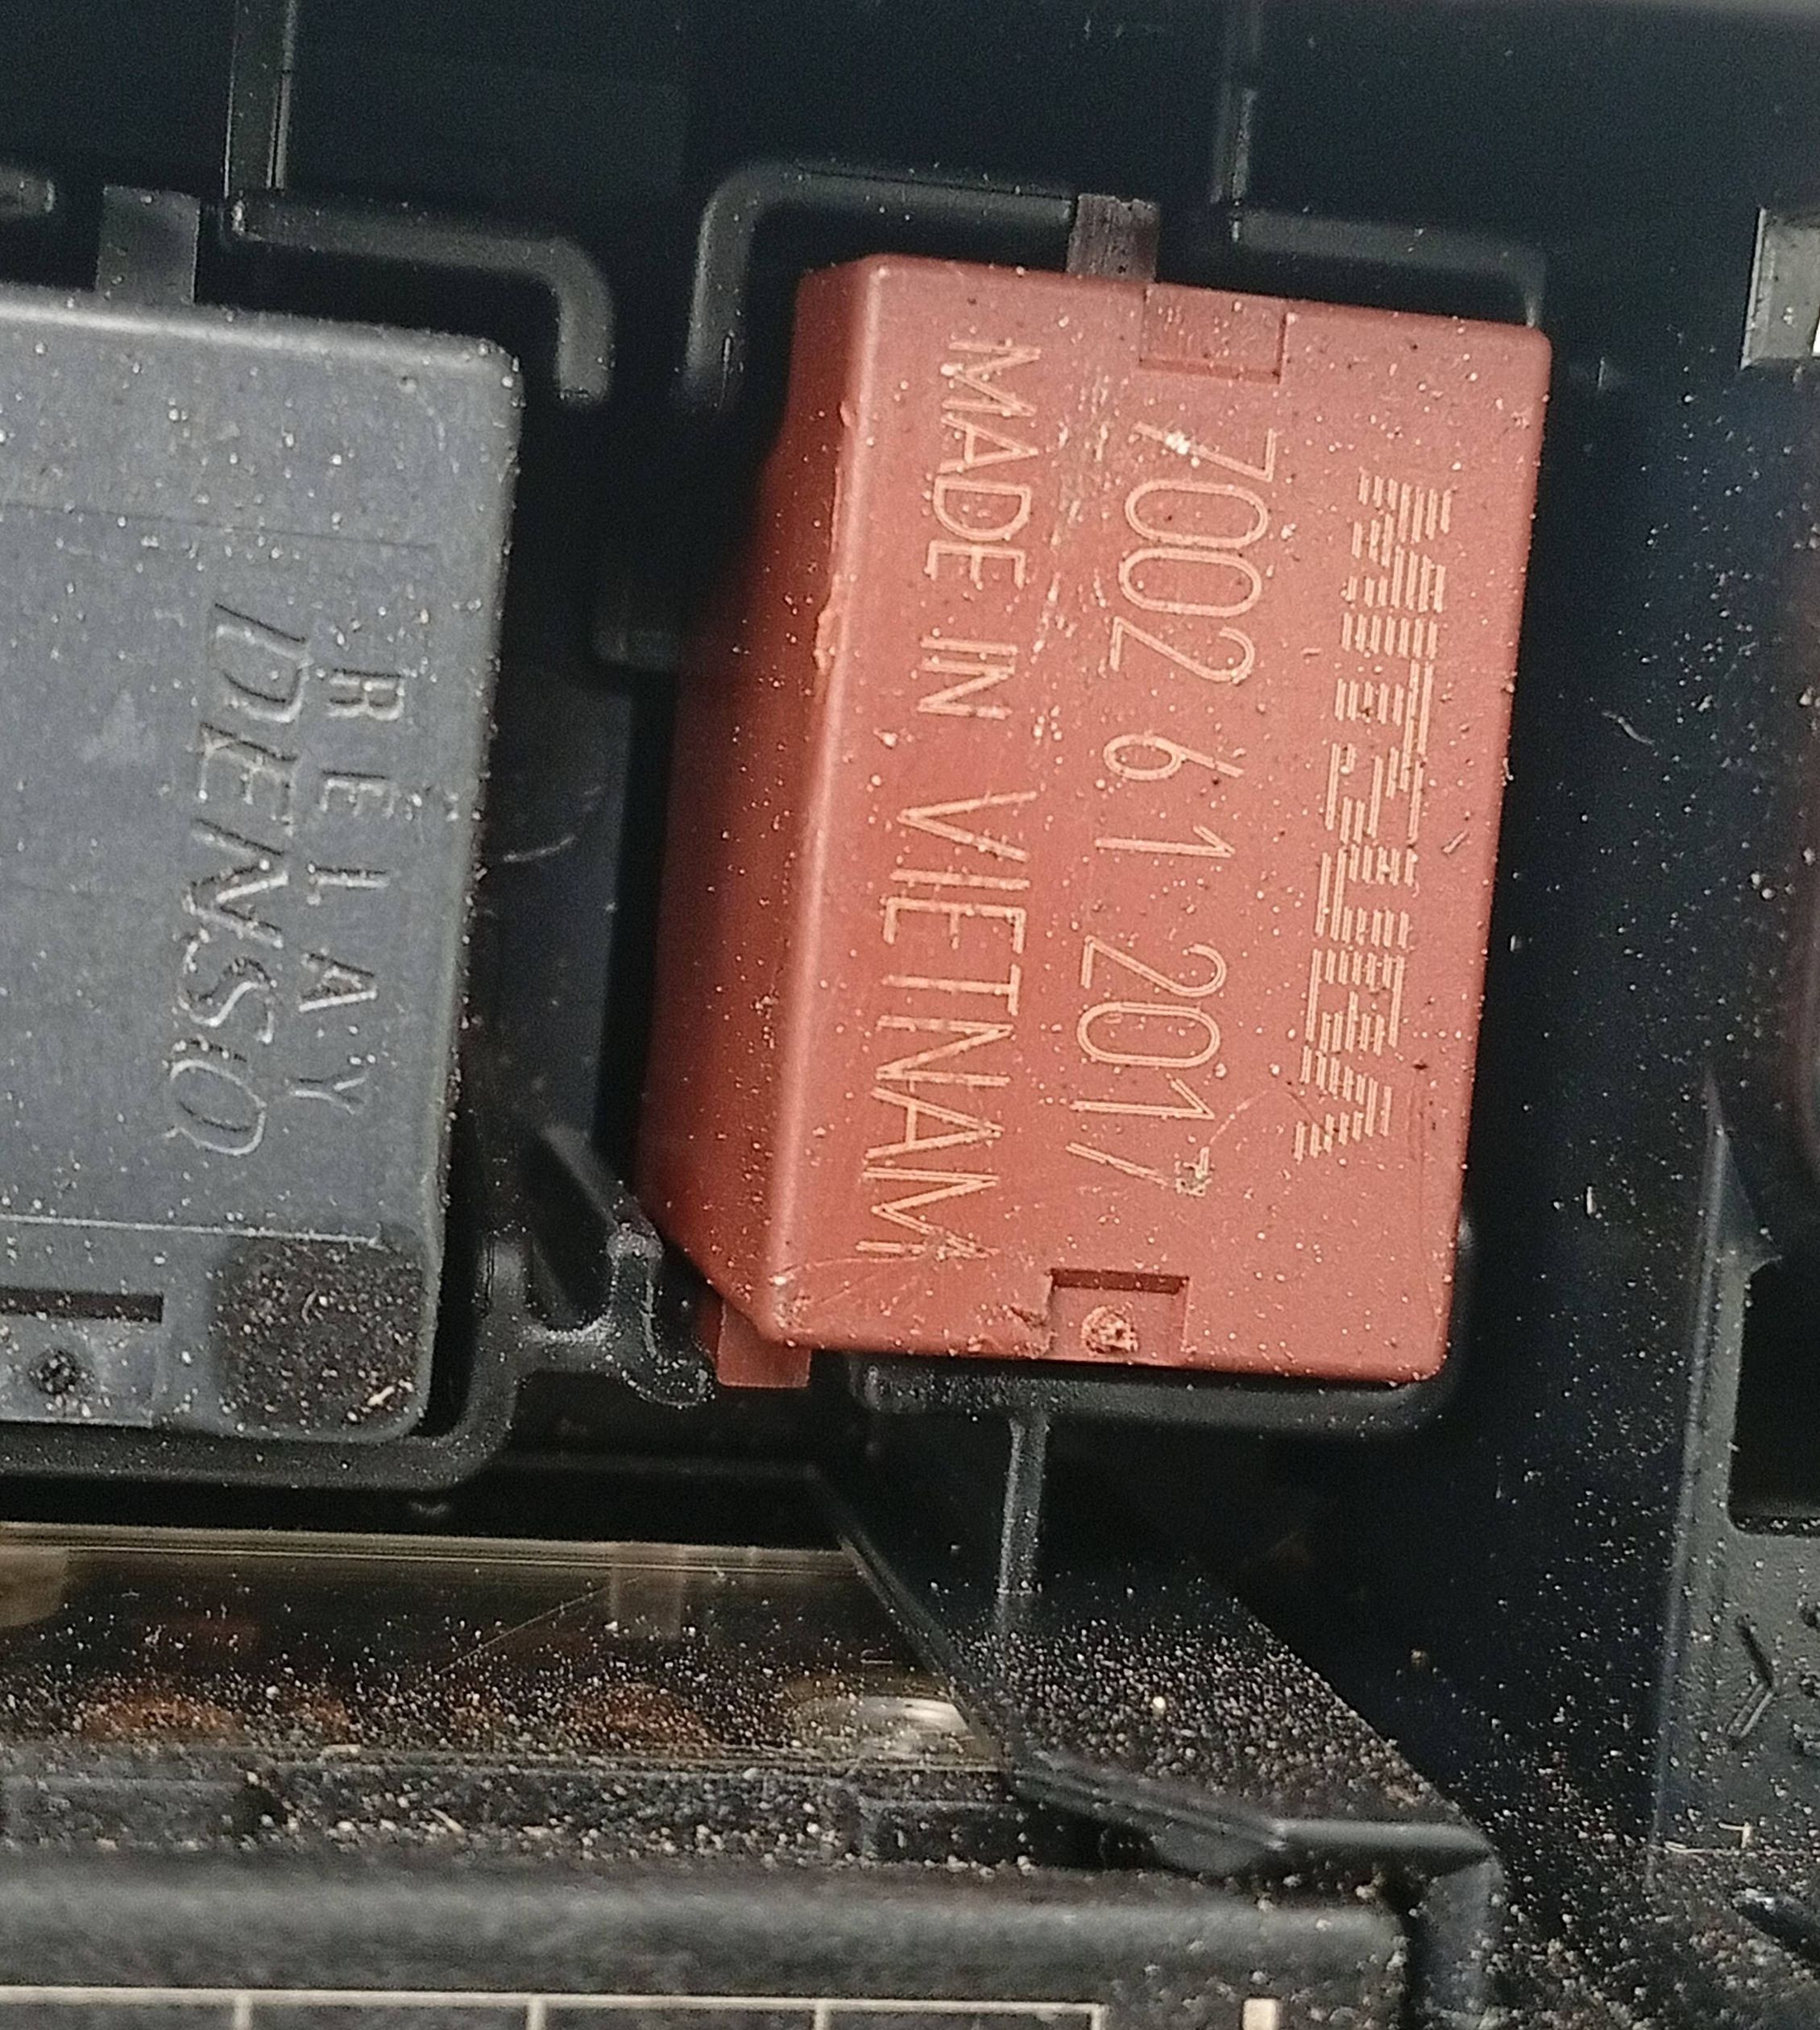 RELAY
DENSO
MITSUBA
7002 61 2017
MADE IN VIETNAM